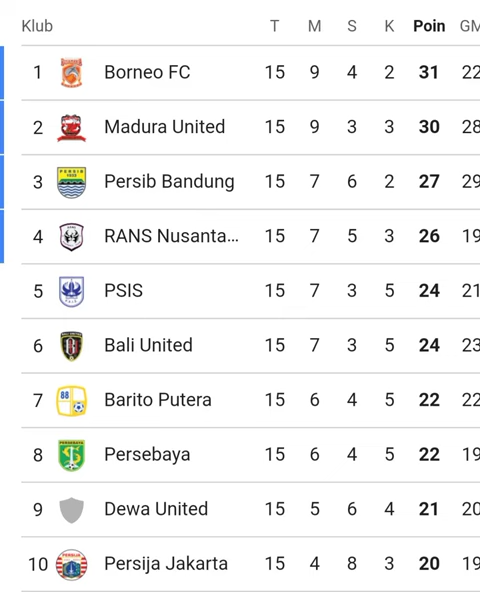 Klub T M S K Poin GM
1 Borneo FC 15 9 4 2 31 22
2 Madura United 15 9 3 3 30 28
3 Persib Bandung 15 7 6 2 27 29
4 RANS Nusanta... 15 7 5 3 26 19
5 PSIS 15 7 3 5 24 21
6 Bali United 15 7 3 5 24 23
7 Barito Putera 15 6 4 5 22 22
8 Persebaya 15 6 4 5 22 19
9 Dewa United 15 5 6 4 21 20
10 Persija Jakarta 15 4 8 3 20 19